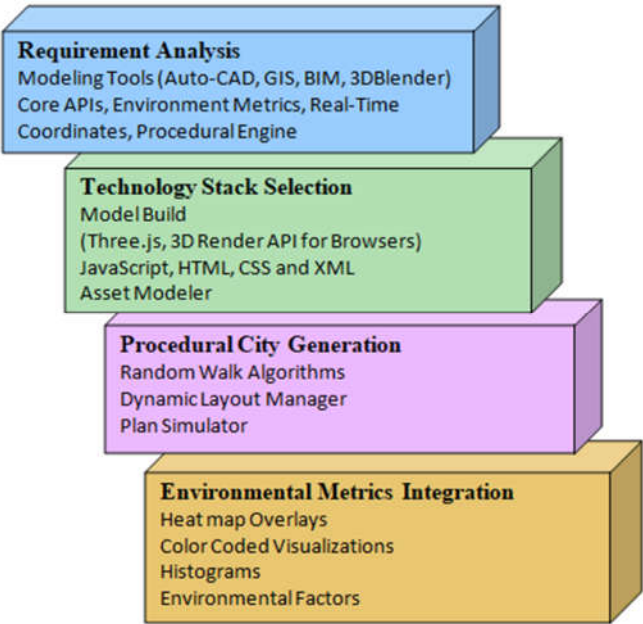 Requirement Analysis
Modeling Tools (Auto-CAD, GIS, BIM, 3DBlender)
Core APIs, Environment Metrics, Real-Time
Coordinates, Procedural Engine
Technology Stack Selection
Model Build
(Three.js, 3D Render API for Browsers)
JavaScript, HTML, CSS and XML
Asset Modeler
Procedural City Generation
Random Walk Algorithms
Dynamic Layout Manager
Plan Simulator
Environmental Metrics Integration
Heat map Overlays
Color Coded Visualizations
Histograms
Environmental Factors